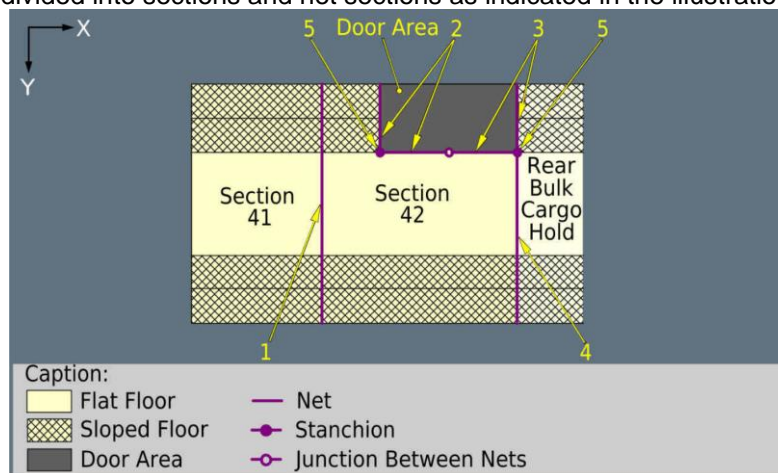 divided into sections and net sections as indicated in the illustration
X
Y
5 Door Area 2 3 5
Section
41
Section
42
Rear
Bulk
Cargo
Hold
1 4
Caption:
Flat Floor
Net
Sloped Floor
Stanchion
Door Area
Junction Between Nets